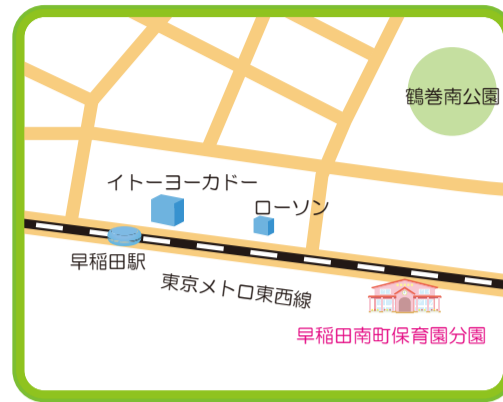 鶴巻南公園
イトーヨーカドー
ローソン
早稲田駅
東京メトロ東西線
早稲田南町保育園分園